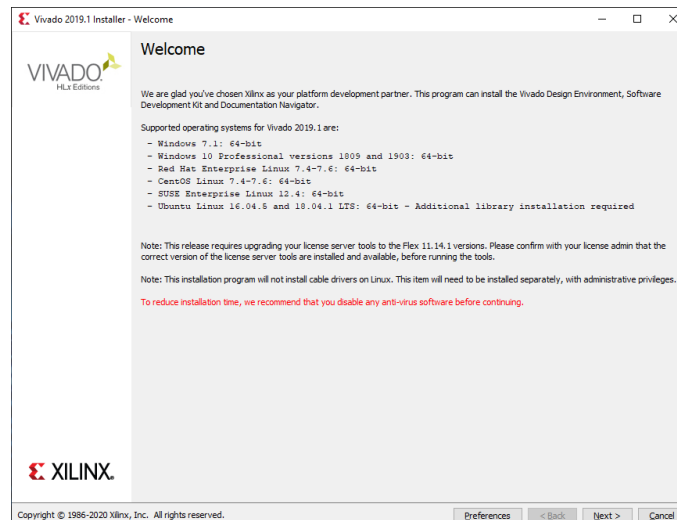 Vivado 2019.1 Installer - Welcome
Welcome
VIVADO.
HLx Editions
We are glad you've chosen Xilinx as your platform development partner. This program can install the Vivado Design Environment, Software
Development Kit and Documentation Navigator.
Supported operating systems for Vivado 2019.1 are:
- Windows 7.1: 64-bit
- Windows 10 Professional versions 1809 and 1903: 64-bit
- Red Hat Enterprise Linux 7.4-7.6: 64-bit
- CentOS Linux 7.4-7.6: 64-bit
- SUSE Enterprise Linux 12.4: 64-bit
- Ubuntu Linux 16.04.5 and 18.04.1 LTS: 64-bit - Additional library installation required
Note: This release requires upgrading your license server tools to the Flex 11.14.1 versions. Please confirm with your license admin that the
correct version of the license server tools are installed and available, before running the tools.
Note: This installation program will not install cable drivers on Linux. This item will need to be installed separately, with administrative privileges.
To reduce installation time, we recommend that you disable any anti-virus software before continuing.
XILINX.
Copyright © 1986-2020 Xilinx, Inc. All rights reserved.
Preferences
< Back
Next >
Cancel